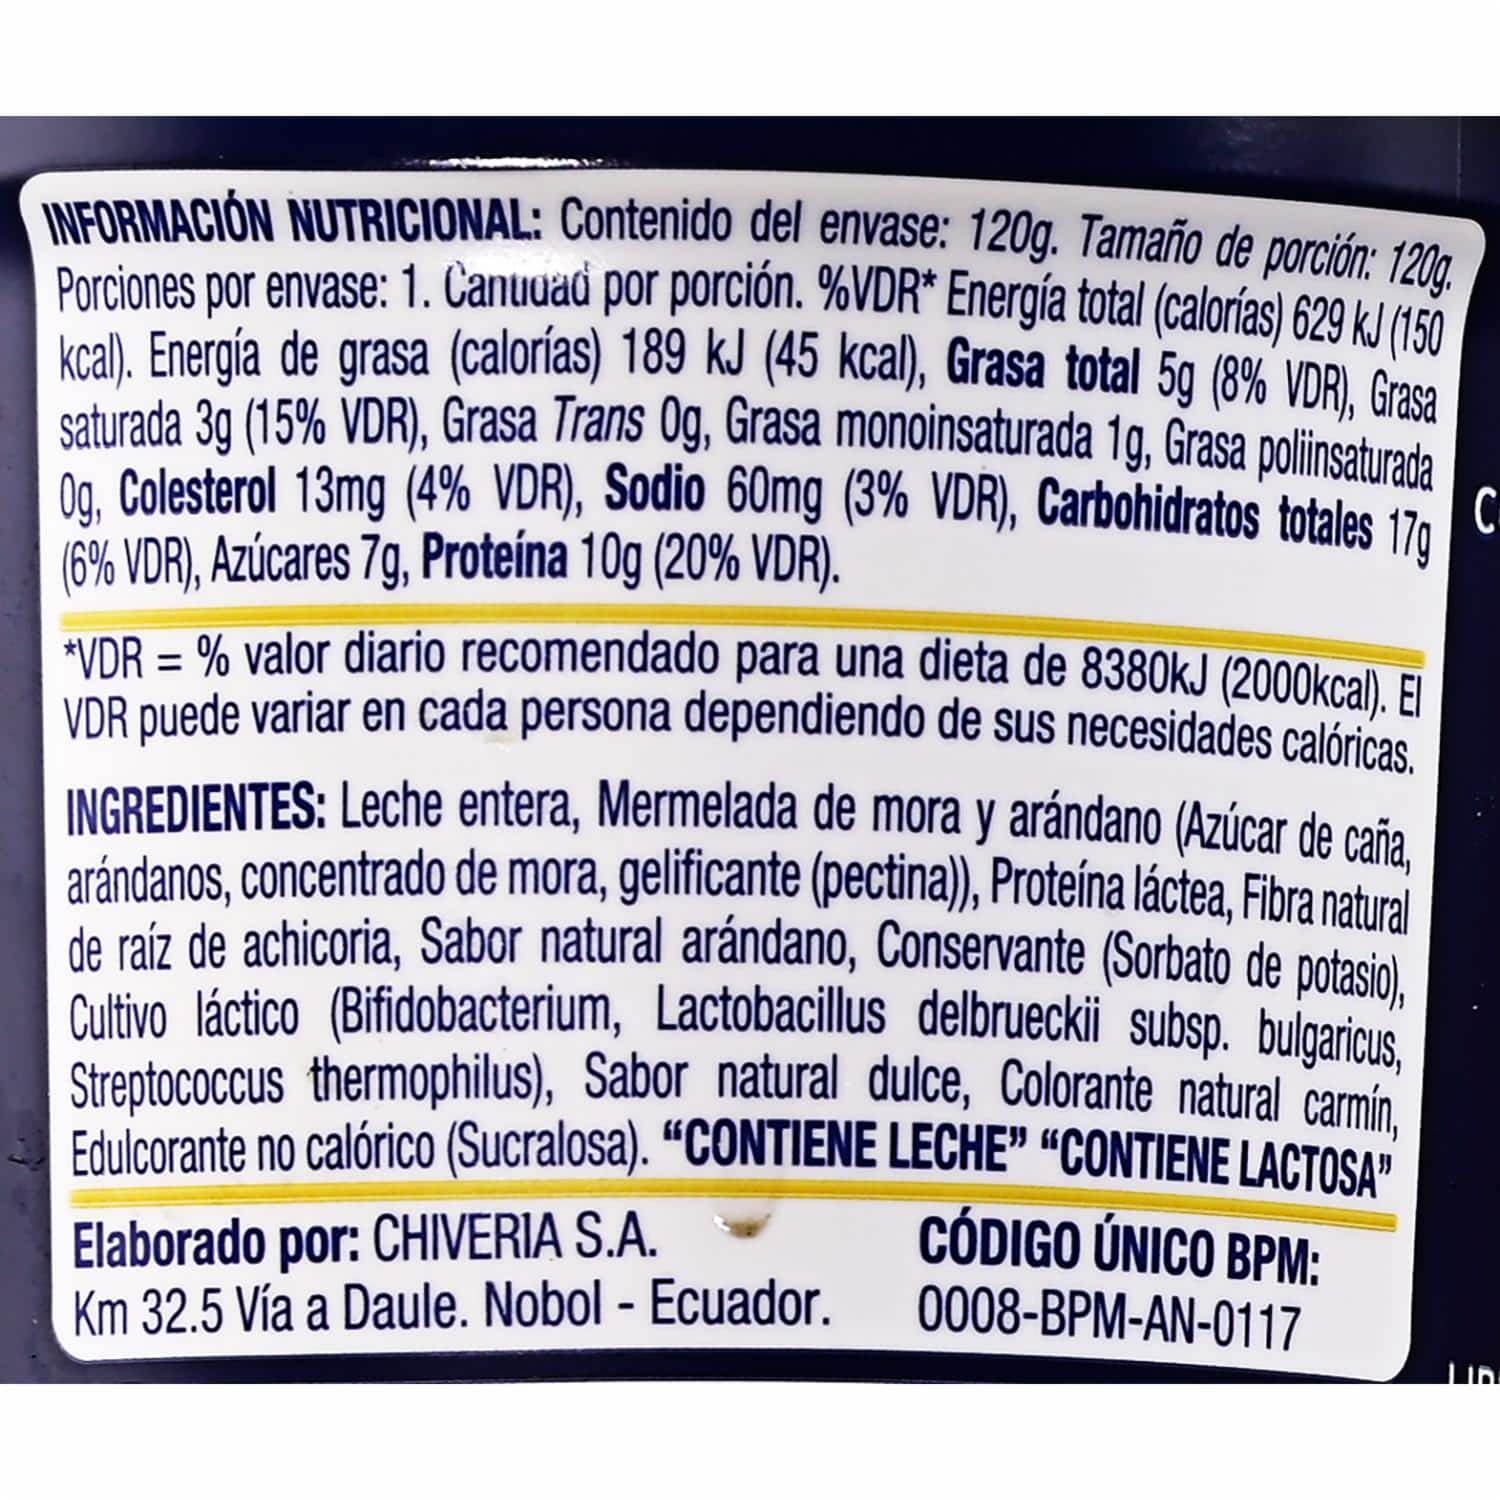 INFORMACIÓN NUTRICIONAL: Contenido del envase: 120g. Tamaño de porción: 120g.
Porciones por envase: 1. Cantidad por porción. %VDR* Energía total (calorías) 629 kJ (150
kcal). Energía de grasa (calorías) 189 kJ (45 kcal), Grasa total 5g (8% VDR), Grasa
saturada 3g (15% VDR), Grasa Trans 0g, Grasa monoinsaturada 1g, Grasa poliinsaturada
0g, Colesterol 13mg (4% VDR), Sodio 60mg (3% VDR), Carbohidratos totales 17g
(6% VDR), Azúcares 7g, Proteína 10g (20% VDR).
*VDR = % valor diario recomendado para una dieta de 8380kJ (2000kcal). El
VDR puede variar en cada persona dependiendo de sus necesidades calóricas.
INGREDIENTES: Leche entera, Mermelada de mora y arándano (Azúcar de caña,
arándanos, concentrado de mora, gelificante (pectina)), Proteína láctea, Fibra natural
de raíz de achicoria, Sabor natural arándano, Conservante (Sorbato de potasio),
Cultivo láctico (Bifidobacterium, Lactobacillus delbrueckii subsp. bulgaricus,
Streptococcus thermophilus), Sabor natural dulce, Colorante natural carmín,
Edulcorante no calórico (Sucralosa). “CONTIENE LECHE” “CONTIENE LACTOSA”
Elaborado por: CHIVERIA S.A.
Km 32.5 Vía a Daule. Nobol - Ecuador.
CÓDIGO ÚNICO BPM:
0008-BPM-AN-0117